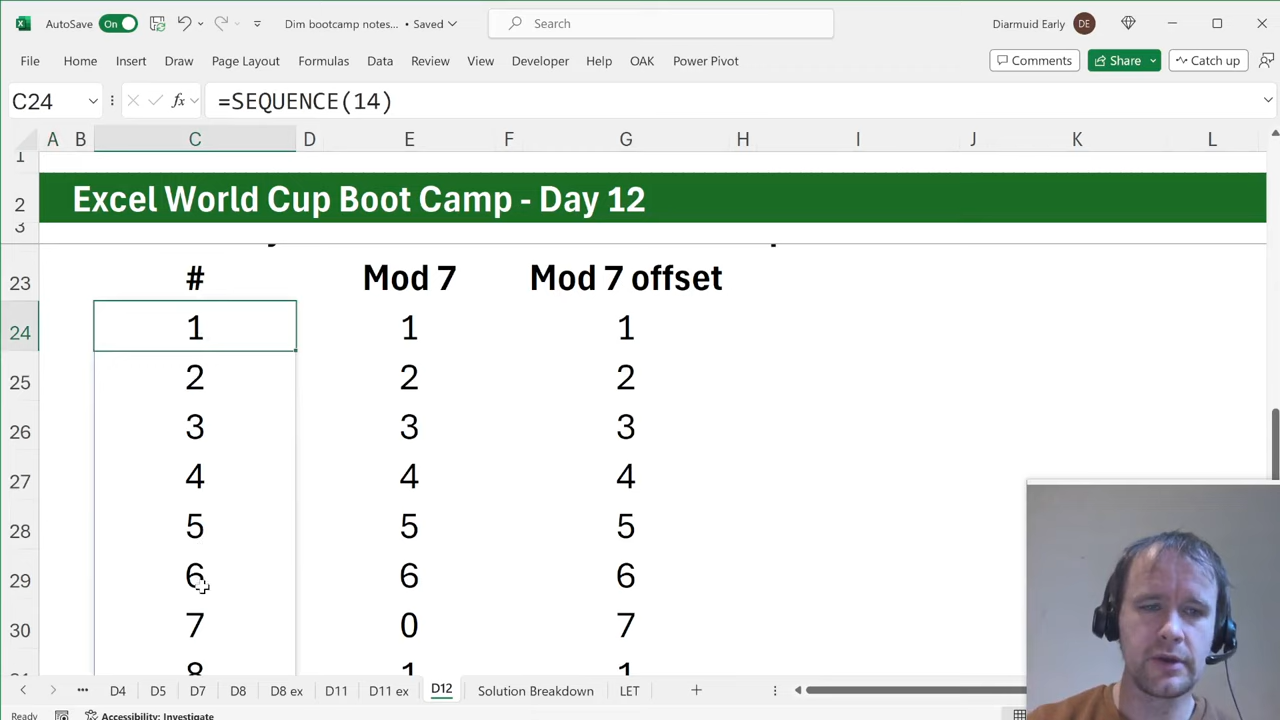 AutoSave On Dim bootcamp notes... • Saved Search Diarmuid Early DE
File Home Insert Draw Page Layout Formulas Data Review View Developer Help OAK Power Pivot Comments Share Catch up
C24 fx =SEQUENCE(14)
A B C D E F G H I J K L
1
2 Excel World Cup Boot Camp - Day 12
3
23 # Mod 7 Mod 7 offset
24 1 1 1
25 2 2 2
26 3 3 3
27 4 4 4
28 5 5 5
29 6 6 6
30 7 0 7
8 1 1
D4 D5 D7 D8 D8 ex D11 D11 ex D12 Solution Breakdown LET
Ready Accessibility: Investigate